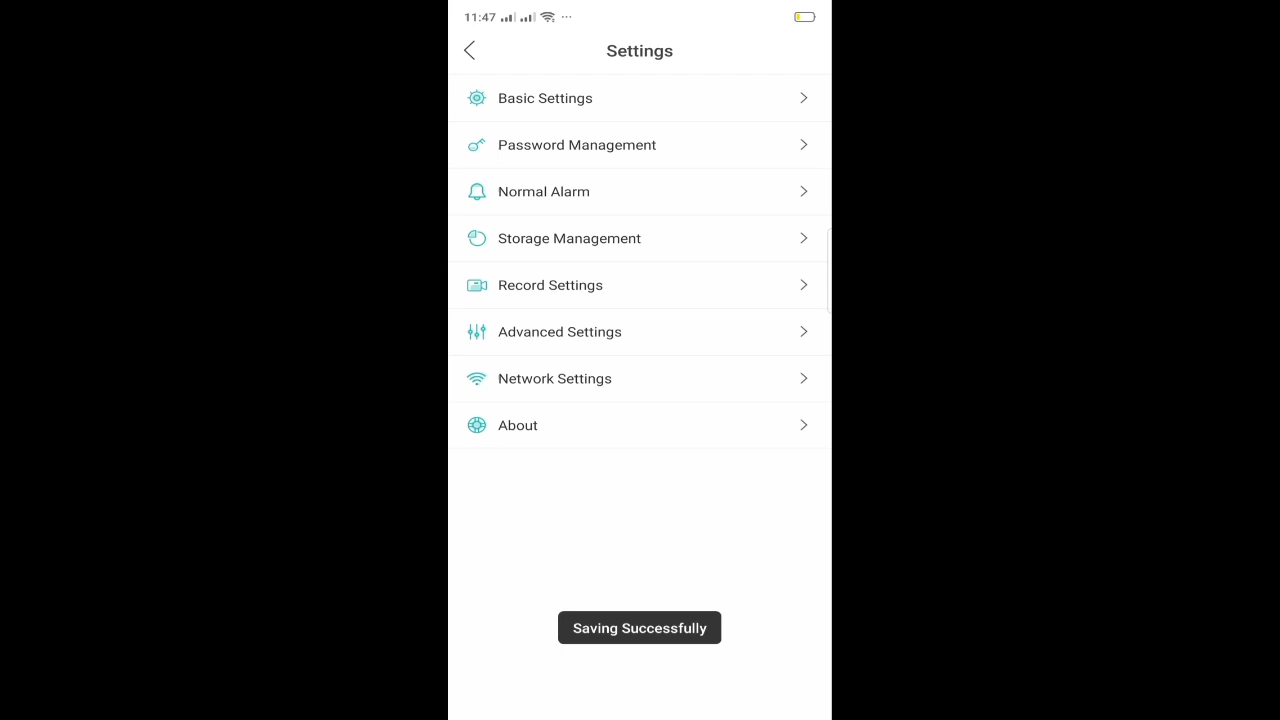 11:47
Settings
Basic Settings
Password Management
Normal Alarm
Storage Management
Record Settings
Advanced Settings
Network Settings
About
Saving Successfully